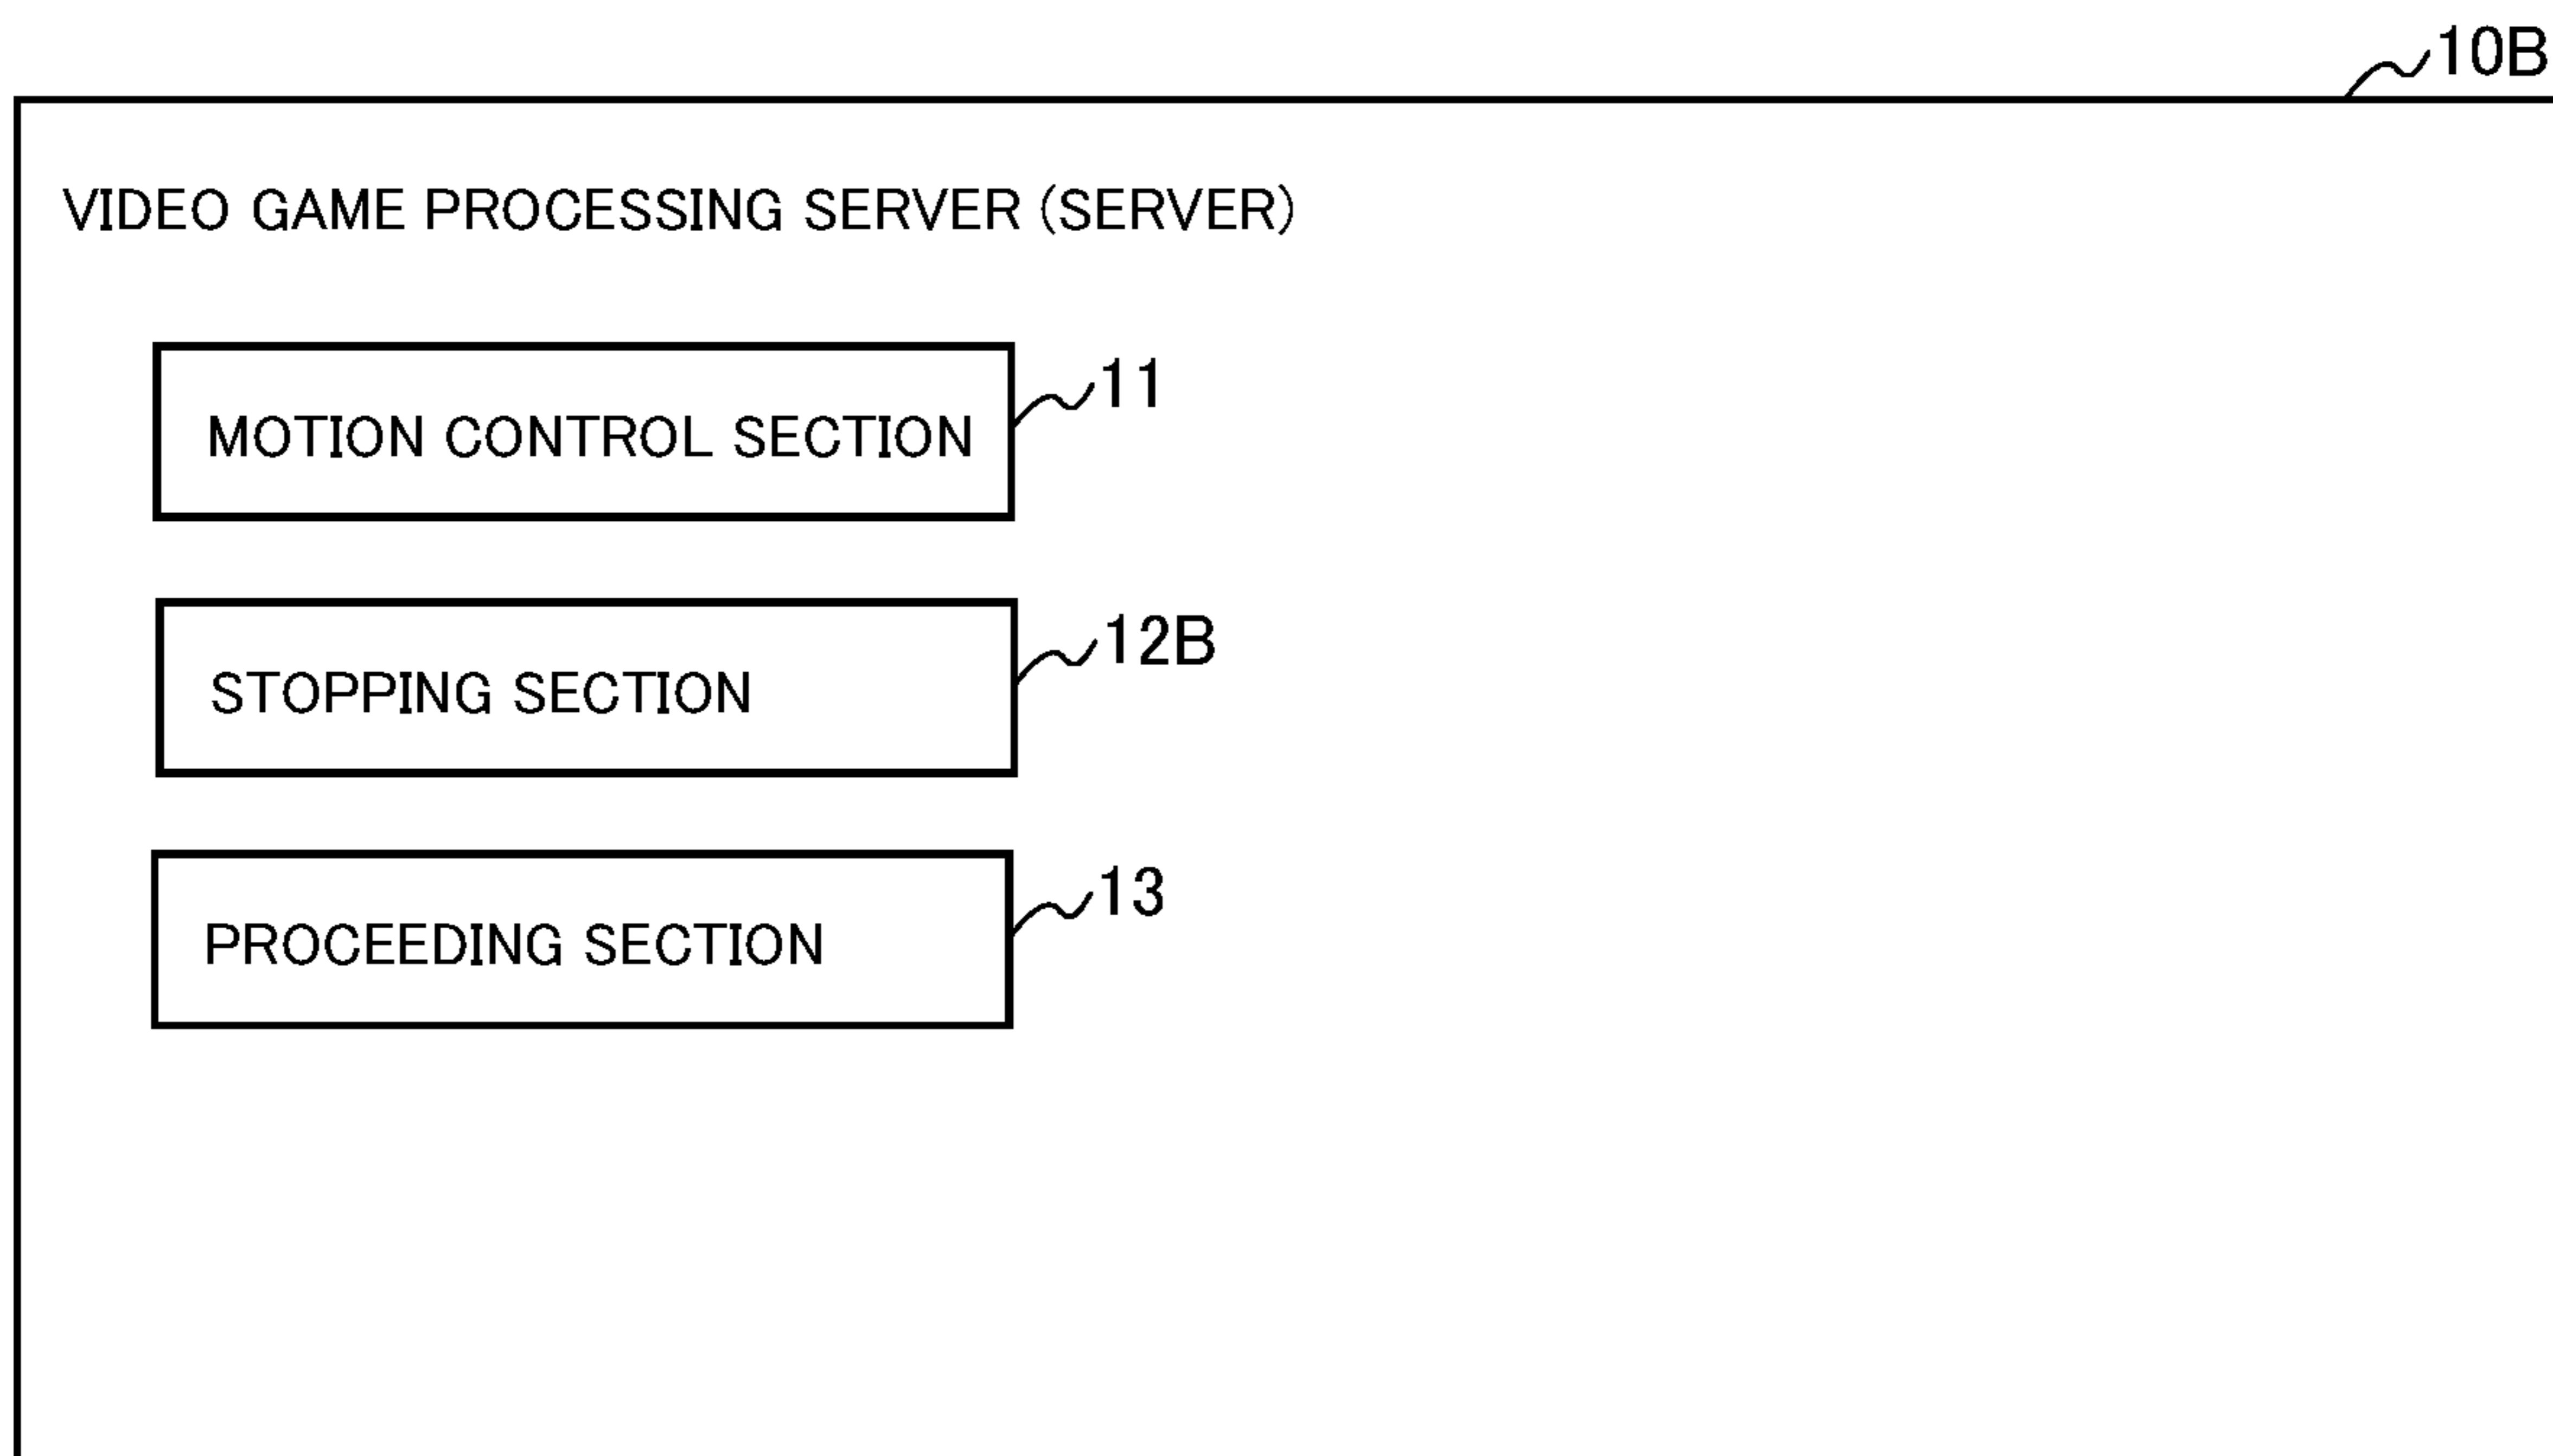 10B
VIDEO GAME PROCESSING SERVER (SERVER)
11
MOTION CONTROL SECTION
12B
STOPPING SECTION
13
PROCEEDING SECTION